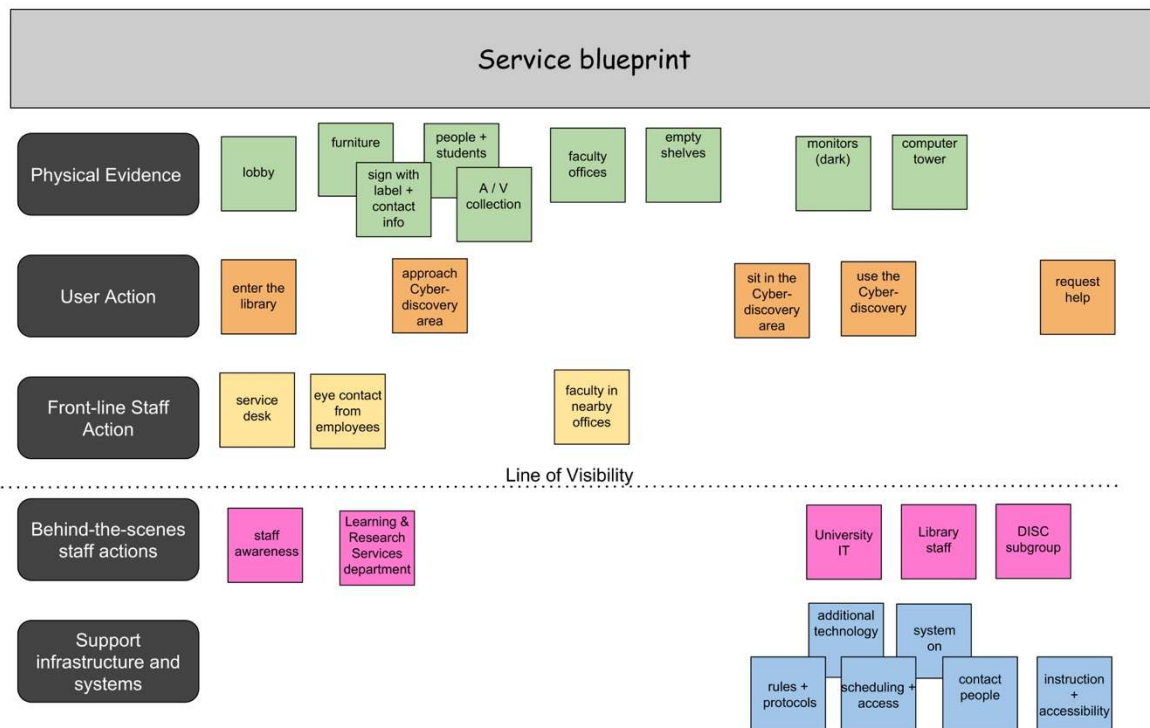 Service blueprint
Physical Evidence
lobby
furniture
sign with
label +
contact
info
people +
students
A / V
collection
faculty
offices
empty
shelves
monitors
(dark)
computer
tower
User Action
enter the
library
approach
Cyber-
discovery
area
sit in the
Cyber-
discovery
area
use the
Cyber-
discovery
request
help
Front-line Staff
Action
service
desk
eye contact
from
employees
faculty in
nearby
offices
Line of Visibility
Behind-the-scenes
staff actions
staff
awareness
Learning &
Research
Services
department
University
IT
Library
staff
DISC
subgroup
Support
infrastructure and
systems
additional
technology
system
on
rules +
protocols
scheduling +
access
contact
people
instruction
+
accessibility